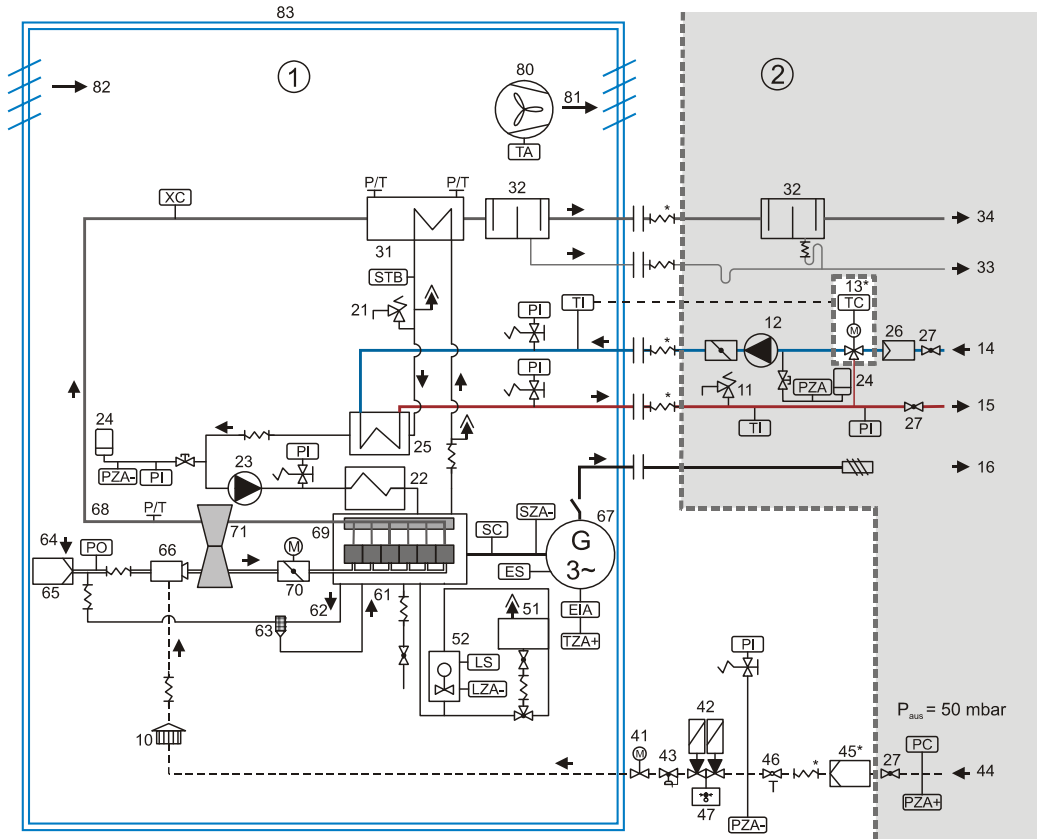 83
1
2
80
82
81
TA
P/T
P/T
XC
32
32
34
31
STB
33
13*
21
PI
TI
TC
12
M
26
27
14
PZA
24
PI
11
15
24
TI
PI
27
25
PI
23
16
PZA-
PI
22
SZA-
67
68
P/T
69
SC
G
3~
71
64
PO
66
M
ES
65
70
62
61
51
EIA
63
52
TZA+
LS
PI
LZA-
42
Paus = 50 mbar
10
41
PC
M
43
46
45*
27
44
47
PZA+
PZA-